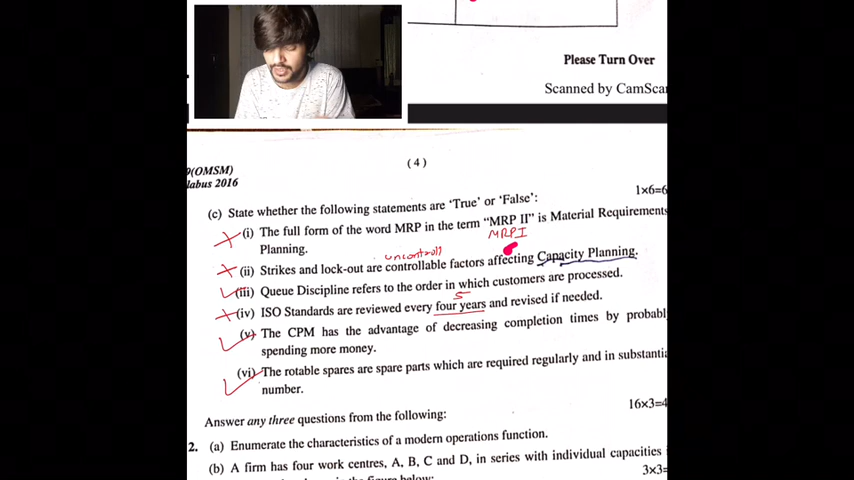 Please Turn Over
Scanned by CamScan
(OMSM)
labus 2016
(4)
1×6=6
(c) State whether the following statements are 'True' or 'False':
(i) The full form of the word MRP in the term "MRP II" is Material Requirements
MRPI
Planning.
uncontroll
(ii) Strikes and lock-out are controllable factors affecting Capacity Planning.
(iii) Queue Discipline refers to the order in which customers are processed.
5
(iv) ISO Standards are reviewed every four years and revised if needed.
(v) The CPM has the advantage of decreasing completion times by probabl
spending more money.
(vi) The rotable spares are spare parts which are required regularly and in substantia
number.
16×3=4
Answer any three questions from the following:
2. (a) Enumerate the characteristics of a modern operations function.
(b) A firm has four work centres, A, B, C and D, in series with individual capacities
3×3=
figure below: